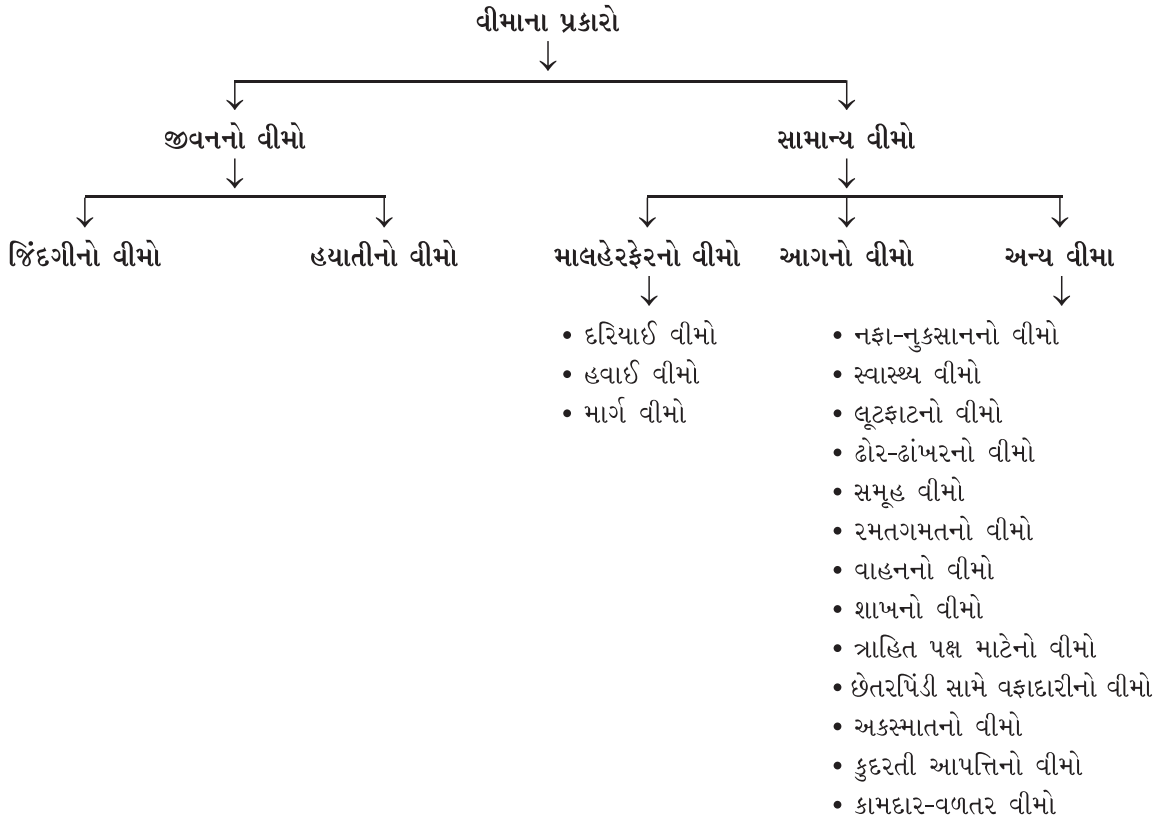 વીમાના પ્રકારો
જીવનનો વીમો
સામાન્ય વીમો
જિંદગીનો વીમો
હયાતીનો વીમો
માલહેરફેરનો વીમો
આગનો વીમો
અન્ય વીમા
• દરિયાઈ વીમો
• હવાઈ વીમો
• માર્ગ વીમો
• નફા-નુકસાનનો વીમો
• સ્વાસ્થ્ય વીમો
• લૂટફાટનો વીમો
• ઢોર-ઢાંખરનો વીમો
• સમૂહ વીમો
• રમતગમતનો વીમો
• વાહનનો વીમો
• શાખનો વીમો
• ત્રાહિત પક્ષ માટેનો વીમો
• છેતરપિંડી સામે વફાદારીનો વીમો
• અકસ્માતનો વીમો
• કુદરતી આપત્તિનો વીમો
• કામદાર-વળતર વીમો